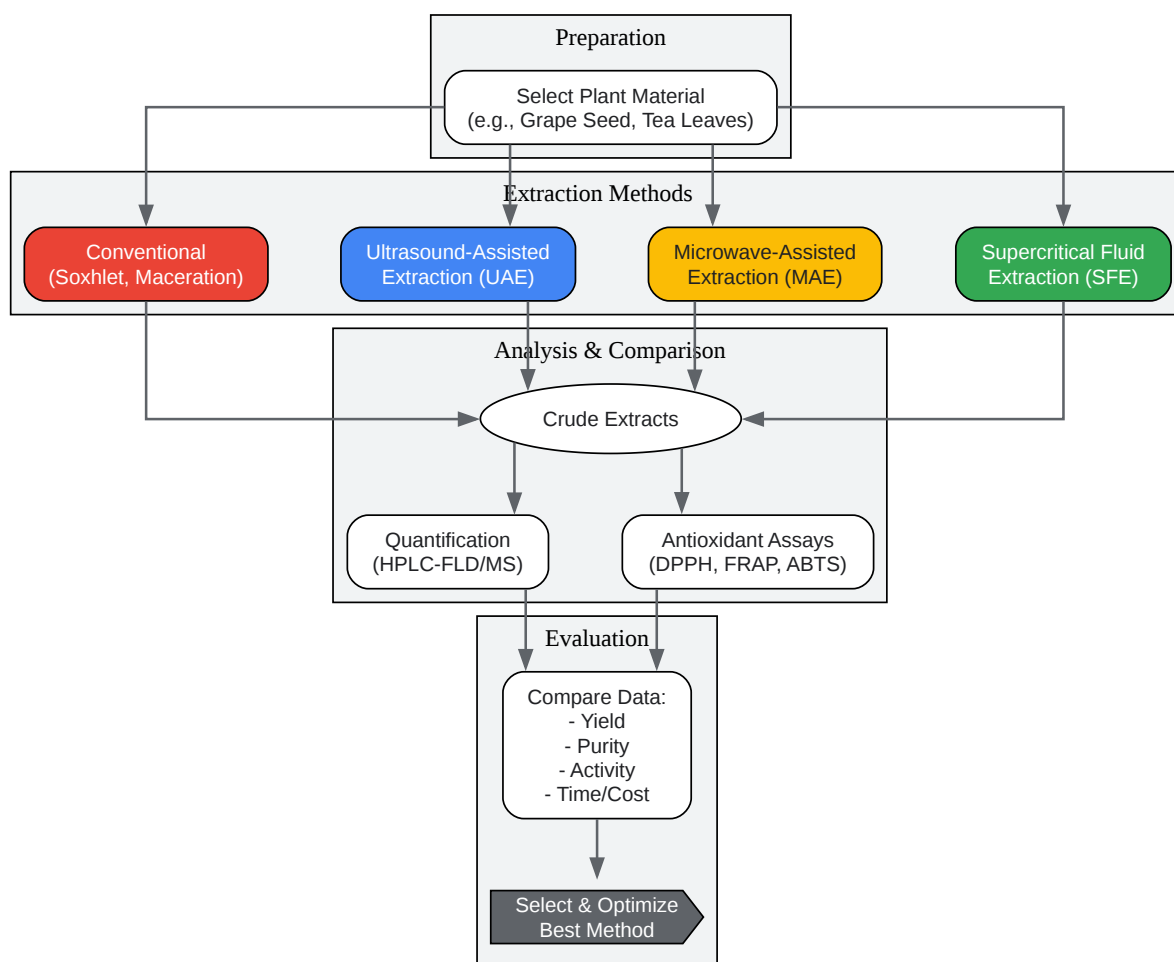 Preparation
Select Plant Material
(e.g., Grape Seed, Tea Leaves)
Extraction Methods
Conventional
(Soxhlet, Maceration)
Ultrasound-Assisted
Extraction (UAE)
Microwave-Assisted
Extraction (MAE)
Supercritical Fluid
Extraction (SFE)
Analysis & Comparison
Crude Extracts
Quantification
(HPLC-FLD/MS)
Antioxidant Assays
(DPPH, FRAP, ABTS)
Evaluation
Compare Data:
- Yield
- Purity
- Activity
- Time/Cost
Select & Optimize
Best Method